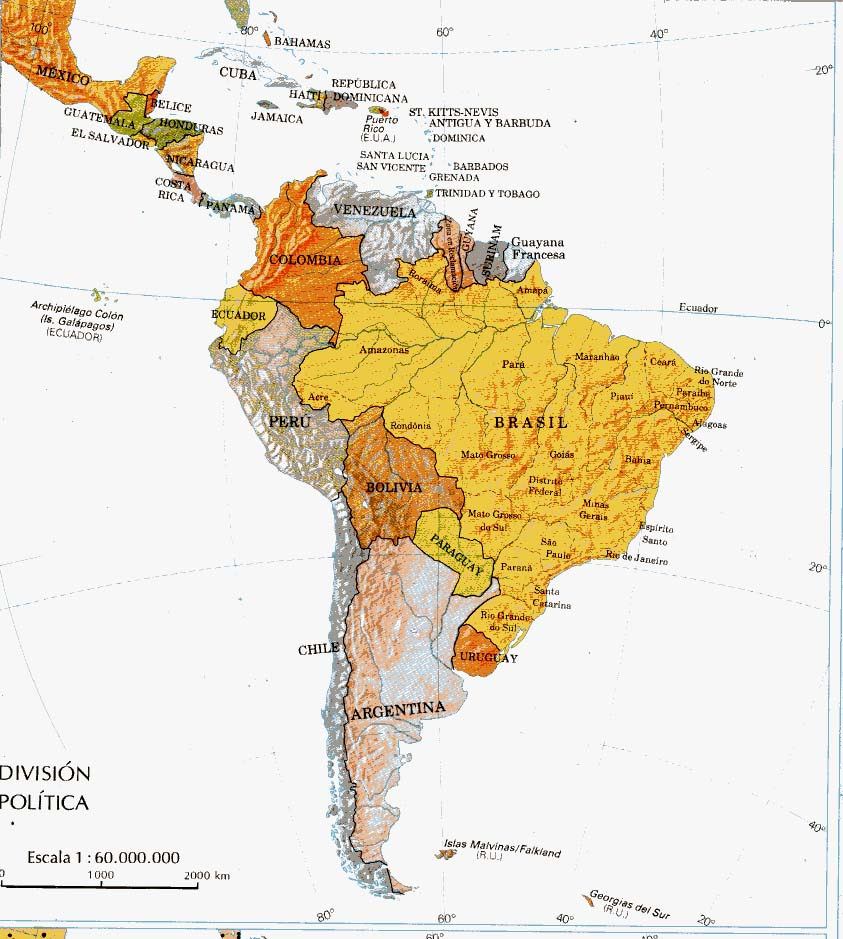 100°
80°
60°
40°
20°
BAHAMAS
MÉXICO
CUBA
REPÚBLICA
HAITÍ
DOMINICANA
BELICE
GUATEMALA
HONDURAS
JAMAICA
Puerto
Rico
(E.U.A.)
ST. KITTS-NEVIS
ANTIGUA Y BARBUDA
DOMINICA
EL SALVADOR
NICARAGUA
SANTA LUCIA
SAN VICENTE
BARBADOS
GRENADA
TRINIDAD Y TOBAGO
COSTA
RICA
PANAMÁ
VENEZUELA
GUYANA
SURINAM
Guayana
Francesa
COLOMBIA
Roraima
Amapá
Archipiélago Colón
(Is. Galápagos)
(ECUADOR)
ECUADOR
Ecuador
0°
Amazonas
Pará
Maranhão
Ceará
Rio Grande
do Norte
Paraíba
Piauí
Pernambuco
Alagoas
Sergipe
Acre
PERÚ
Rondônia
BRASIL
Mato Grosso
Goiás
Bahia
BOLIVIA
Distrito
Federal
Minas
Gerais
Mato Grosso
do Sul
Espírito
Santo
PARAGUAY
São
Paulo
Rio de Janeiro
20°
Paraná
Santa
Catarina
Rio Grande
do Sul
CHILE
URUGUAY
ARGENTINA
DIVISIÓN
POLÍTICA
40°
Escala 1 : 60.000.000
0
1000
2000 km
Islas Malvinas/Falkland
(R.U.)
Georgias del Sur
(R.U.)
80°
60°
40°
20°
60°
40°